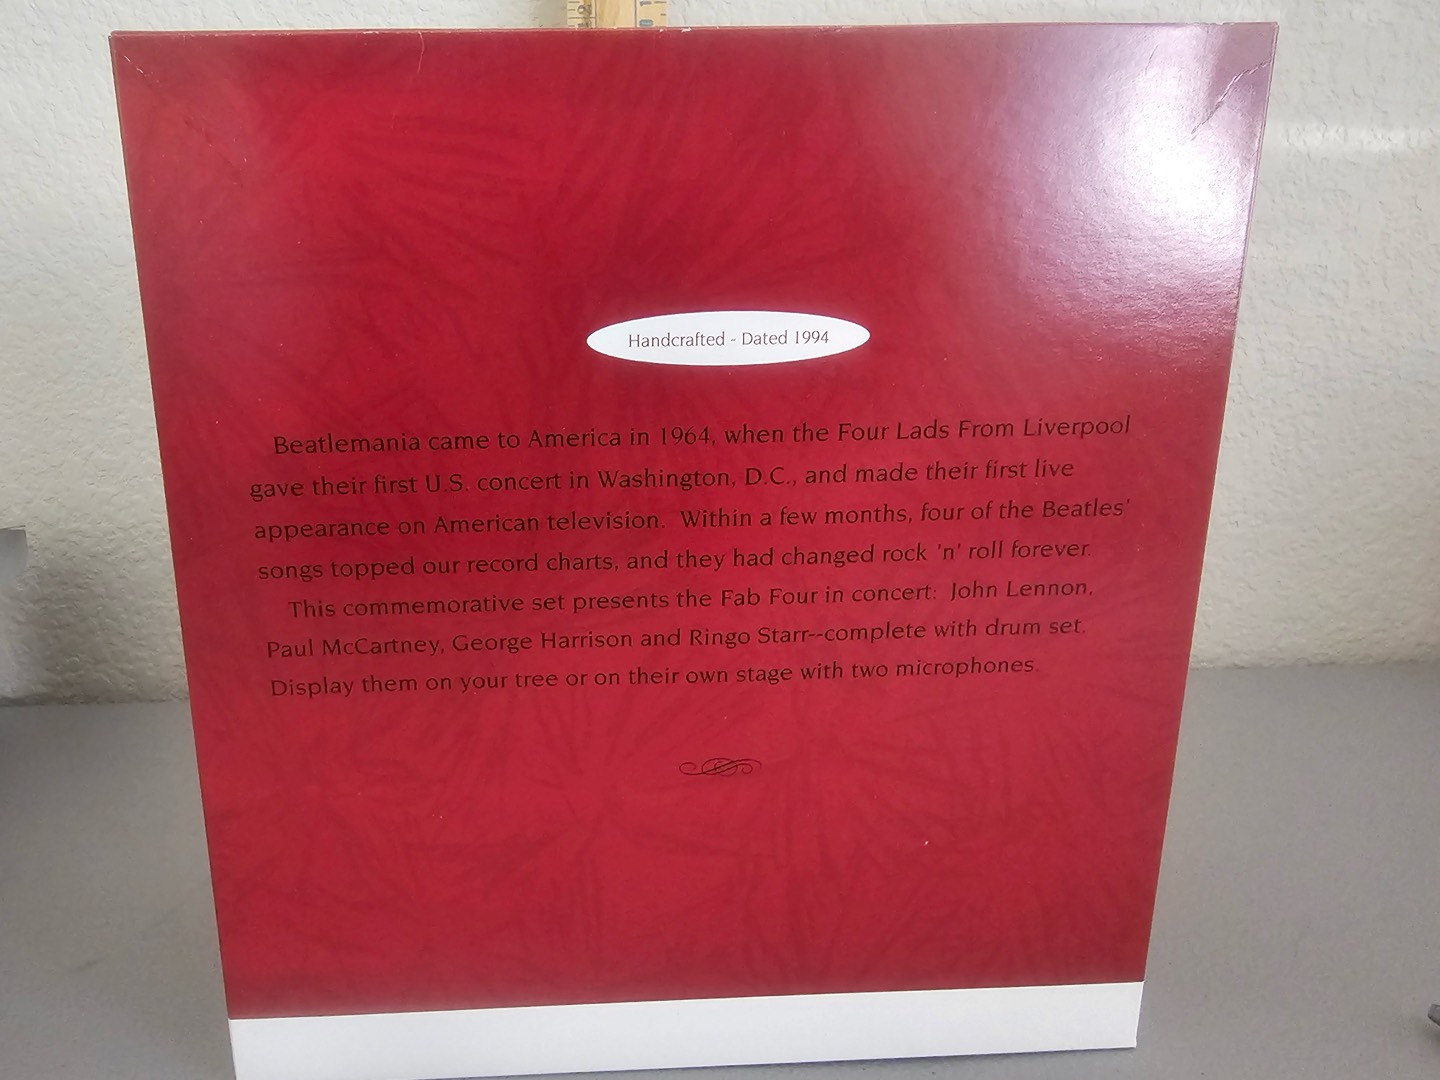 Handcrafted - Dated 1994
Beatlemania came to America in 1964, when the Four Lads From Liverpool
gave their first U.S. concert in Washington, D.C., and made their first live
appearance on American television. Within a few months, four of the Beatles'
songs topped our record charts, and they had changed rock 'n' roll forever.
This commemorative set presents the Fab Four in concert: John Lennon,
Paul McCartney, George Harrison and Ringo Starr--complete with drum set.
Display them on your tree or on their own stage with two microphones.